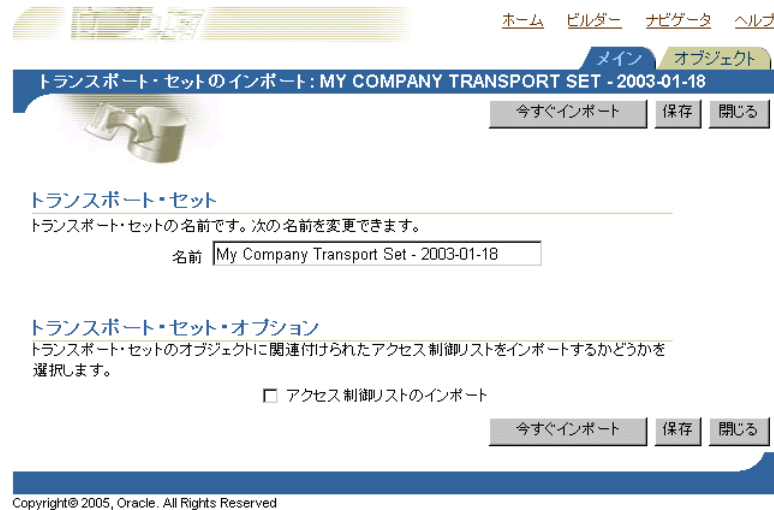 ホーム ビルダー ナビゲータ ヘルプ
メイン オブジェクト
トランスポート・セットのインポート: MY COMPANY TRANSPORT SET - 2003-01-18
今すぐインポート 保存 閉じる
トランスポート・セット
トランスポート・セットの名前です。次の名前を変更できます。
名前 My Company Transport Set - 2003-01-18
トランスポート・セット・オプション
トランスポート・セットのオブジェクトに関連付けられたアクセス制御リストをインポートするかどうかを
選択します。
アクセス制御リストのインポート
今すぐインポート 保存 閉じる
Copyright© 2005, Oracle. All Rights Reserved